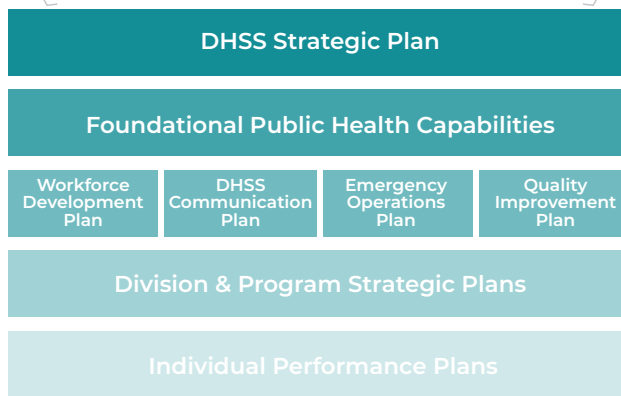 DHSS Strategic Plan
Foundational Public Health Capabilities
Workforce
Development
Plan
DHSS
Communication
Plan
Emergency
Operations
Plan
Quality
Improvement
Plan
Division & Program Strategic Plans
Individual Performance Plans